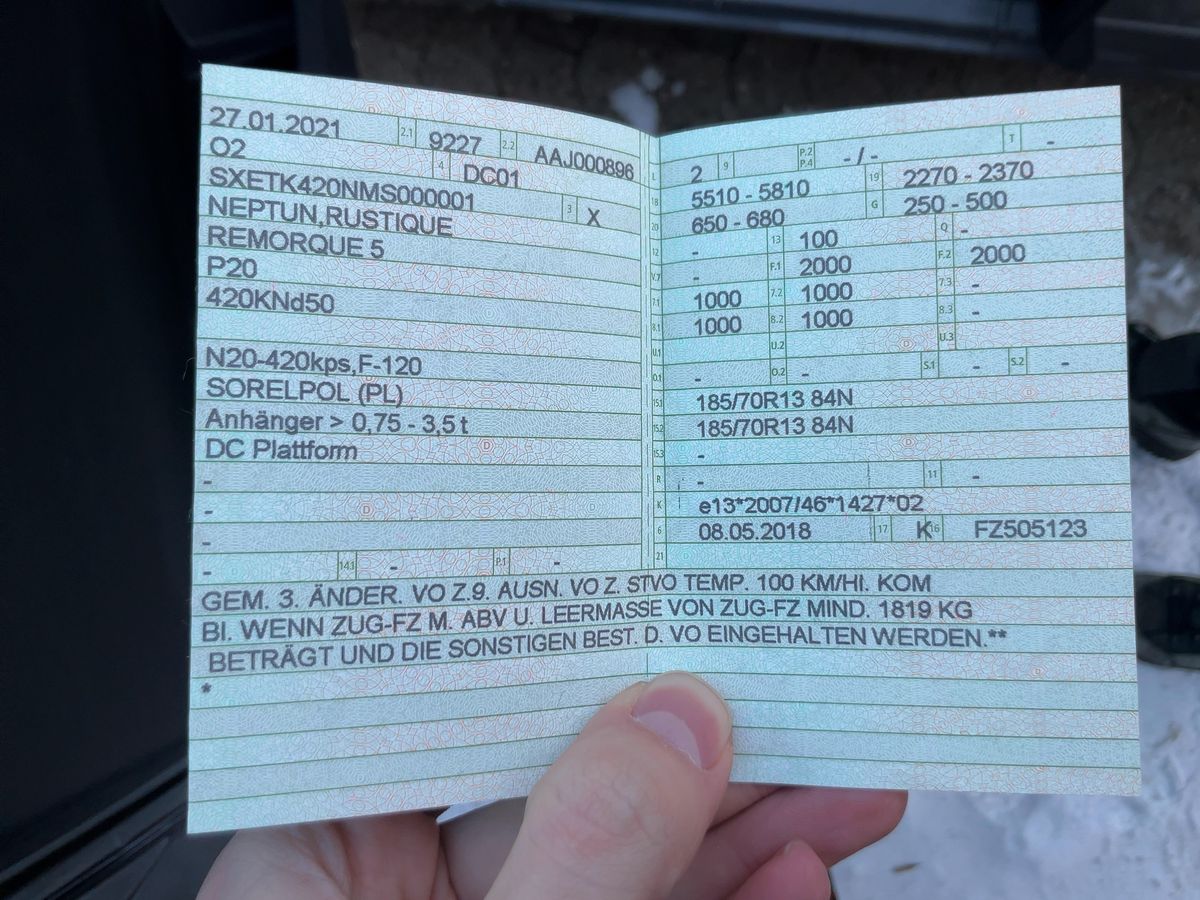 27.01.2021 2.1 9227 2.2 AAJ000896
O2 4 DC01
SXETK420NMS000001 3 X
NEPTUN,RUSTIQUE
REMORQUE 5
P20
420KNd50
N20-420kps,F-120
SORELPOL (PL)
Anhänger > 0,75 - 3,5 t
DC Plattform
-
-
-
- 14.1 - P.1 -
L 2 9 P.2 P.4 - / - T -
18 5510 - 5810 19 2270 - 2370
20 650 - 680 G 250 - 500
12 - 13 100 Q -
V.7 - F.1 2000 F.2 2000
7.1 1000 7.2 1000 7.3 -
8.1 1000 8.2 1000 8.3 -
U.1 U.2 U.3
O.1 - O.2 - S.1 - S.2 -
15.1 185/70R13 84N
15.2 185/70R13 84N
15.3 -
R - 11 -
K e13*2007/46*1427*02
6 08.05.2018 17 K 16 FZ505123
21
GEM. 3. ÄNDER. VO Z.9. AUSN. VO Z. STVO TEMP. 100 KM/HI. KOM
BI. WENN ZUG-FZ M. ABV U. LEERMASSE VON ZUG-FZ MIND. 1819 KG
BETRÄGT UND DIE SONSTIGEN BEST. D. VO EINGEHALTEN WERDEN.**
*